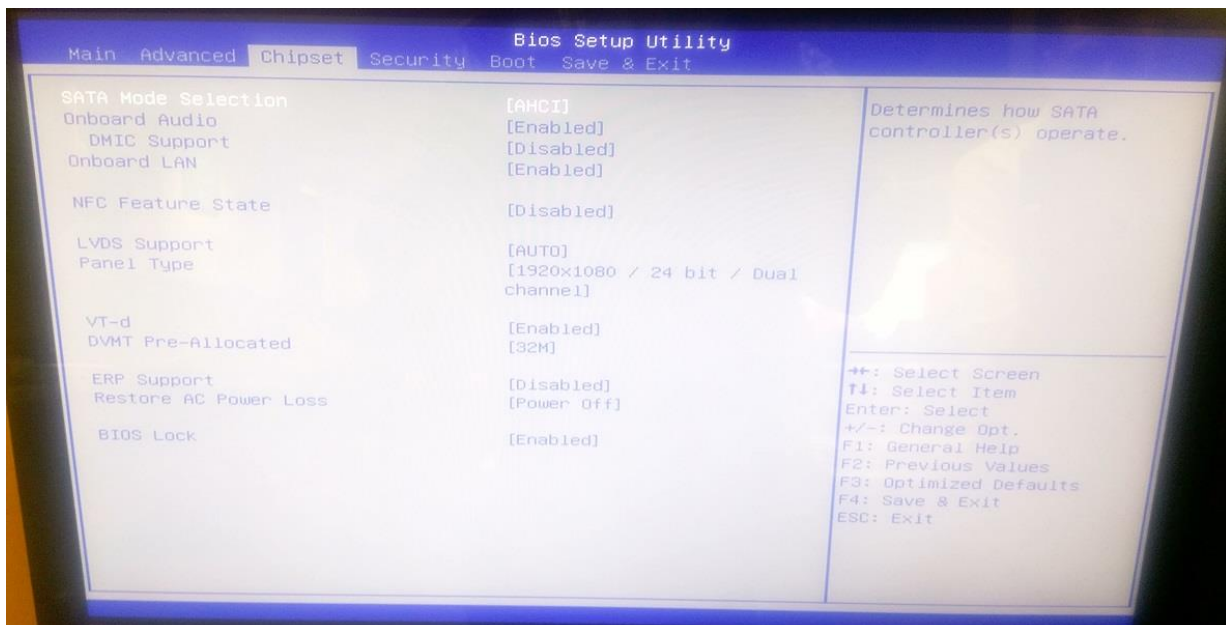 Bios Setup Utility
Main Advanced Chipset Security Boot Save & Exit
SATA Mode Selection [AHCI]
Onboard Audio [Enabled]
DMIC Support [Disabled]
Onboard LAN [Enabled]
NFC Feature State [Disabled]
LVDS Support [AUTO]
Panel Type [1920x1080 / 24 bit / Dual
channel]
VT-d [Enabled]
DVMT Pre-Allocated [32M]
ERP Support [Disabled]
Restore AC Power Loss [Power Off]
BIOS Lock [Enabled]
Determines how SATA
controller(s) operate.
→←: Select Screen
↑↓: Select Item
Enter: Select
+/-: Change Opt.
F1: General Help
F2: Previous Values
F3: Optimized Defaults
F4: Save & Exit
ESC: Exit